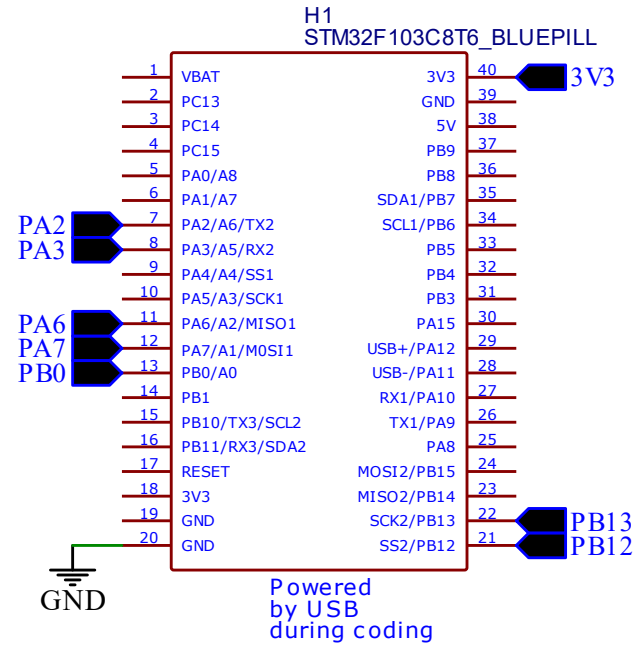 H1
STM32F103C8T6_BLUEPILL
1 VBAT 3V3 40 3V3
2 PC13 GND 39
3 PC14 5V 38
4 PC15 PB9 37
5 PA0/A8 PB8 36
6 PA1/A7 SDA1/PB7 35
PA2 7 PA2/A6/TX2 SCL1/PB6 34
PA3 8 PA3/A5/RX2 PB5 33
9 PA4/A4/SS1 PB4 32
10 PA5/A3/SCK1 PB3 31
PA6 11 PA6/A2/MISO1 PA15 30
PA7 12 PA7/A1/M0SI1 USB+/PA12 29
PB0 13 PB0/A0 USB-/PA11 28
14 PB1 RX1/PA10 27
15 PB10/TX3/SCL2 TX1/PA9 26
16 PB11/RX3/SDA2 PA8 25
17 RESET MOSI2/PB15 24
18 3V3 MISO2/PB14 23
19 GND SCK2/PB13 22 PB13
20 GND SS2/PB12 21 PB12
GND
Powered
by USB
during coding